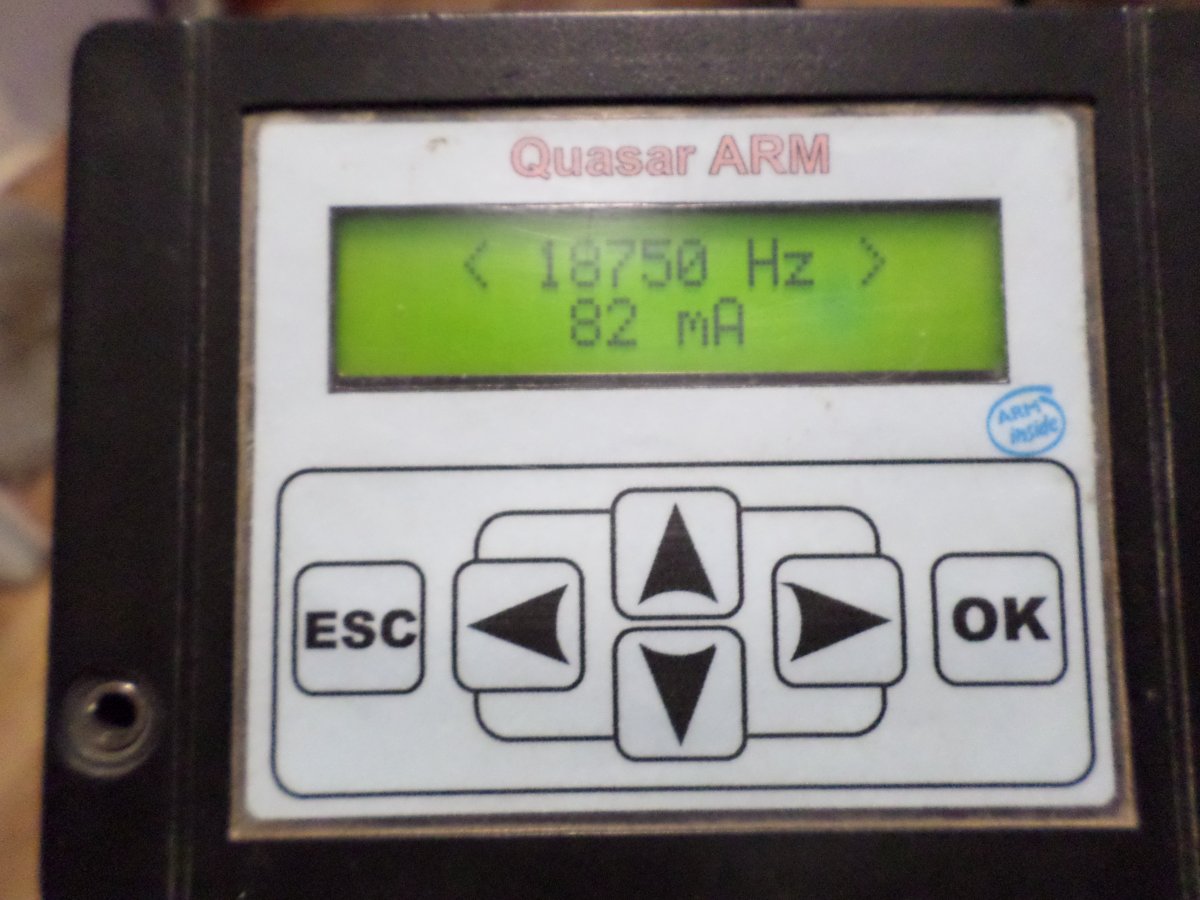 Quasar ARM
< 18750 Hz >
82 mA
ARM
inside
ESC
OK